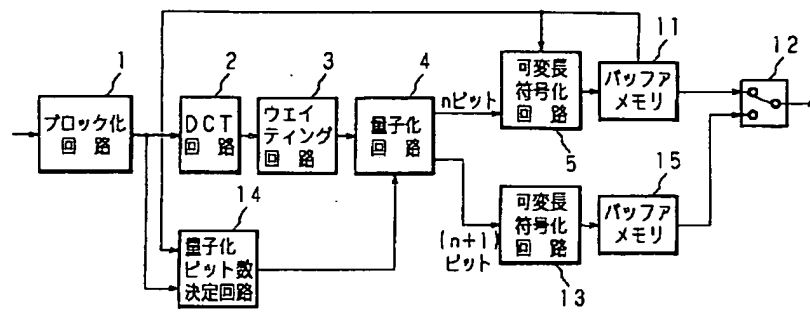 1
ブロック化
回 路
2
DCT
回路
3
ウエイ
ティング
回路
4
量子化
回 路
nビット
(n+1)
ビット
可変長
符号化
回 路
5
11
バッファ
メモリ
12
14
量子化
ビット数
決定回路
可変長
符号化
回 路
13
15
バッファ
メモリ